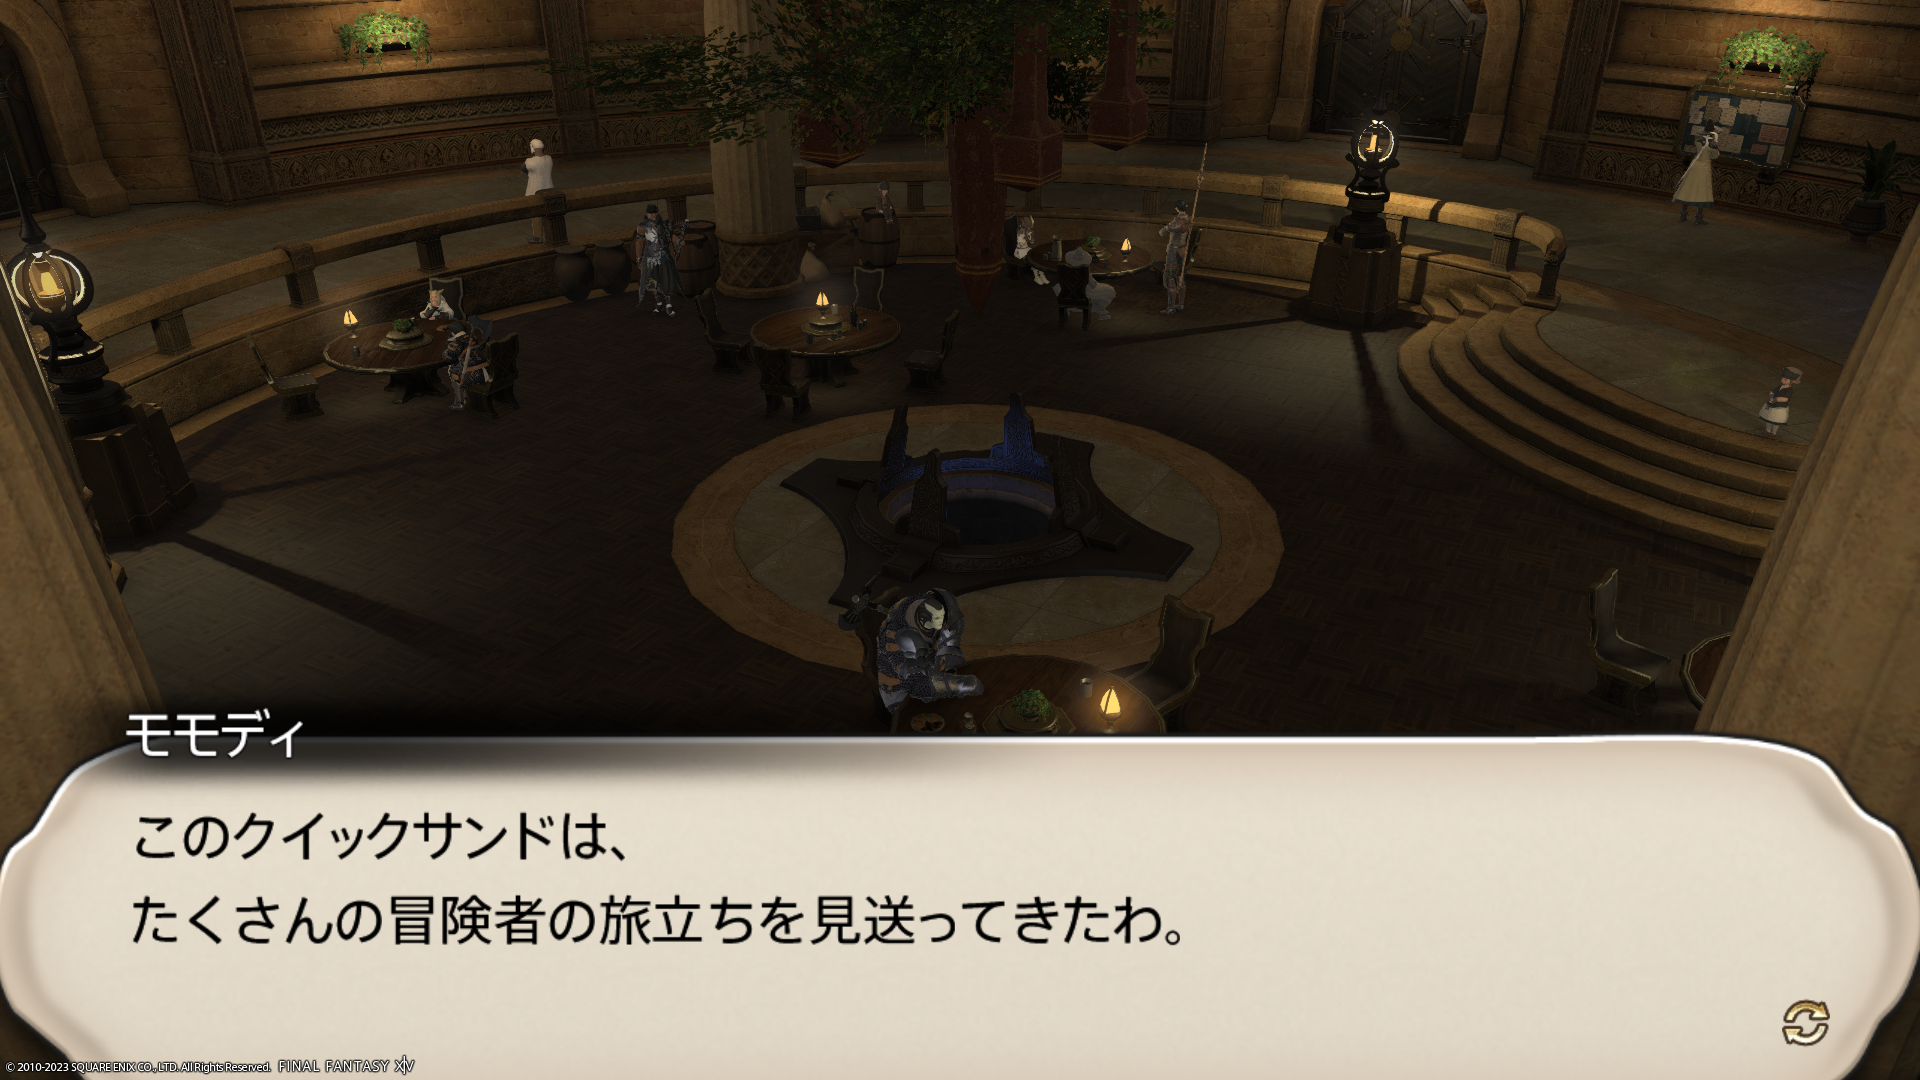 モモディ
このクイックサンドは、
たくさんの冒険者の旅立ちを見送ってきたわ。
© 2010-2023 SQUARE ENIX CO., LTD. All Rights Reserved. FINAL FANTASY XIV